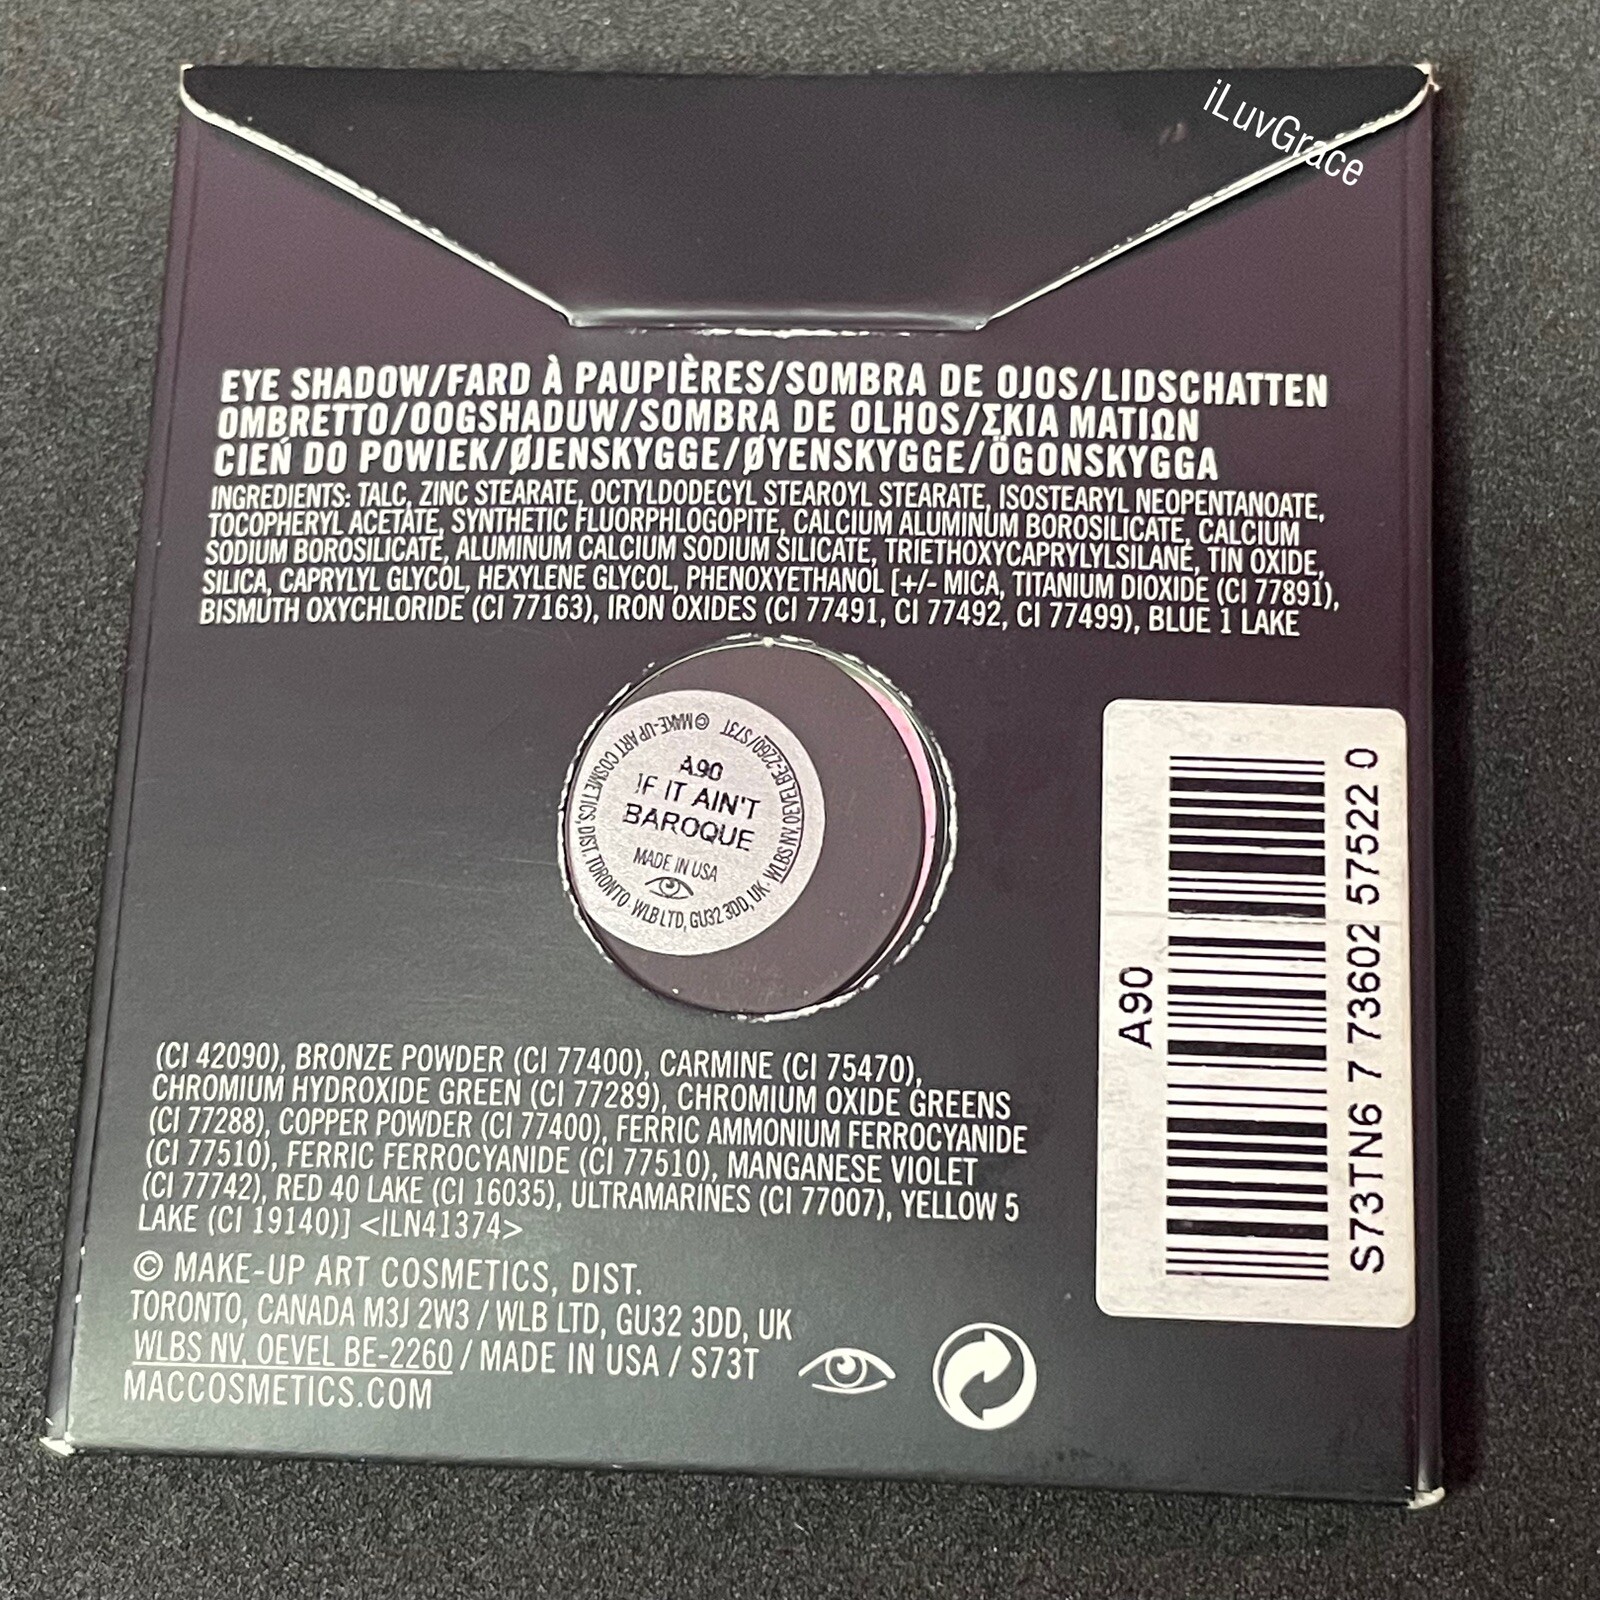 iLuvGrace
EYE SHADOW/FARD À PAUPIÈRES/SOMBRA DE OJOS/LIDSCHATTEN
OMBRETTO/OOGSHADUW/SOMBRA DE OLHOS/ΣΚΙΑ ΜΑΤΙΩΝ
CIEŃ DO POWIEK/ØJENSKYGGE/ØYENSKYGGE/ÖGONSKYGGA
INGREDIENTS: TALC, ZINC STEARATE, OCTYLDODECYL STEAROYL STEARATE, ISOSTEARYL NEOPENTANOATE,
TOCOPHERYL ACETATE, SYNTHETIC FLUORPHLOGOPITE, CALCIUM ALUMINUM BOROSILICATE, CALCIUM
SODIUM BOROSILICATE, ALUMINUM CALCIUM SODIUM SILICATE, TRIETHOXYCAPRYLYLSILANE, TIN OXIDE,
SILICA, CAPRYLYL GLYCOL, HEXYLENE GLYCOL, PHENOXYETHANOL [+/- MICA, TITANIUM DIOXIDE (CI 77891),
BISMUTH OXYCHLORIDE (CI 77163), IRON OXIDES (CI 77491, CI 77492, CI 77499), BLUE 1 LAKE
© MAKE-UP ART COSMETICS, DIST. TORONTO · WLB LTD, GU32 3DD, UK · WLBS NV, OEVEL BE-2260/S73T
A90
IF IT AIN'T
BAROQUE
MADE IN USA
A90
S73TN6 7 73602 57522 0
(CI 42090), BRONZE POWDER (CI 77400), CARMINE (CI 75470),
CHROMIUM HYDROXIDE GREEN (CI 77289), CHROMIUM OXIDE GREENS
(CI 77288), COPPER POWDER (CI 77400), FERRIC AMMONIUM FERROCYANIDE
(CI 77510), FERRIC FERROCYANIDE (CI 77510), MANGANESE VIOLET
(CI 77742), RED 40 LAKE (CI 16035), ULTRAMARINES (CI 77007), YELLOW 5
LAKE (CI 19140)] <ILN41374>
© MAKE-UP ART COSMETICS, DIST.
TORONTO, CANADA M3J 2W3 / WLB LTD, GU32 3DD, UK
WLBS NV, OEVEL BE-2260 / MADE IN USA / S73T
MACCOSMETICS.COM